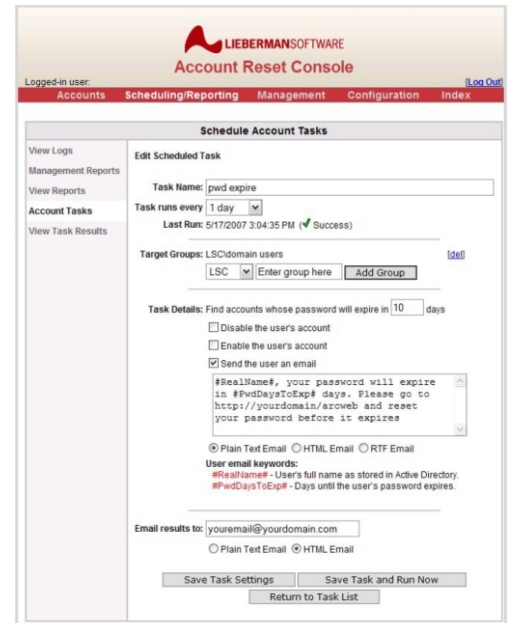 LIEBERMANSOFTWARE
Account Reset Console
Logged-in user: [Log Out]
Accounts Scheduling/Reporting Management Configuration Index
Schedule Account Tasks
View Logs
Management Reports
View Reports
Account Tasks
View Task Results
Edit Scheduled Task
Task Name: pwd expire
Task runs every 1 day
Last Run: 5/17/2007 3:04:35 PM (✔ Success)
Target Groups: LSC\domain users [del]
LSC Enter group here Add Group
Task Details: Find accounts whose password will expire in 10 days
Disable the user's account
Enable the user's account
Send the user an email
#RealName#, your password will expire
in #PwdDaysToExp# days. Please go to
http://yourdomain/arcweb and reset
your password before it expires
Plain Text Email HTML Email RTF Email
User email keywords:
#RealName# - User's full name as stored in Active Directory.
#PwdDaysToExp# - Days until the user's password expires.
Email results to: youremail@yourdomain.com
Plain Text Email HTML Email
Save Task Settings Save Task and Run Now
Return to Task List